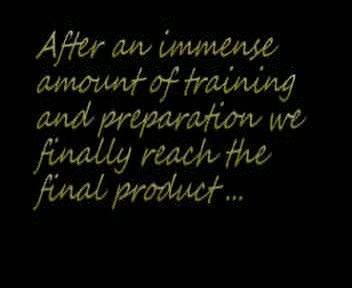 After an immense
amount of training
and preparation we
finally reach the
final product...